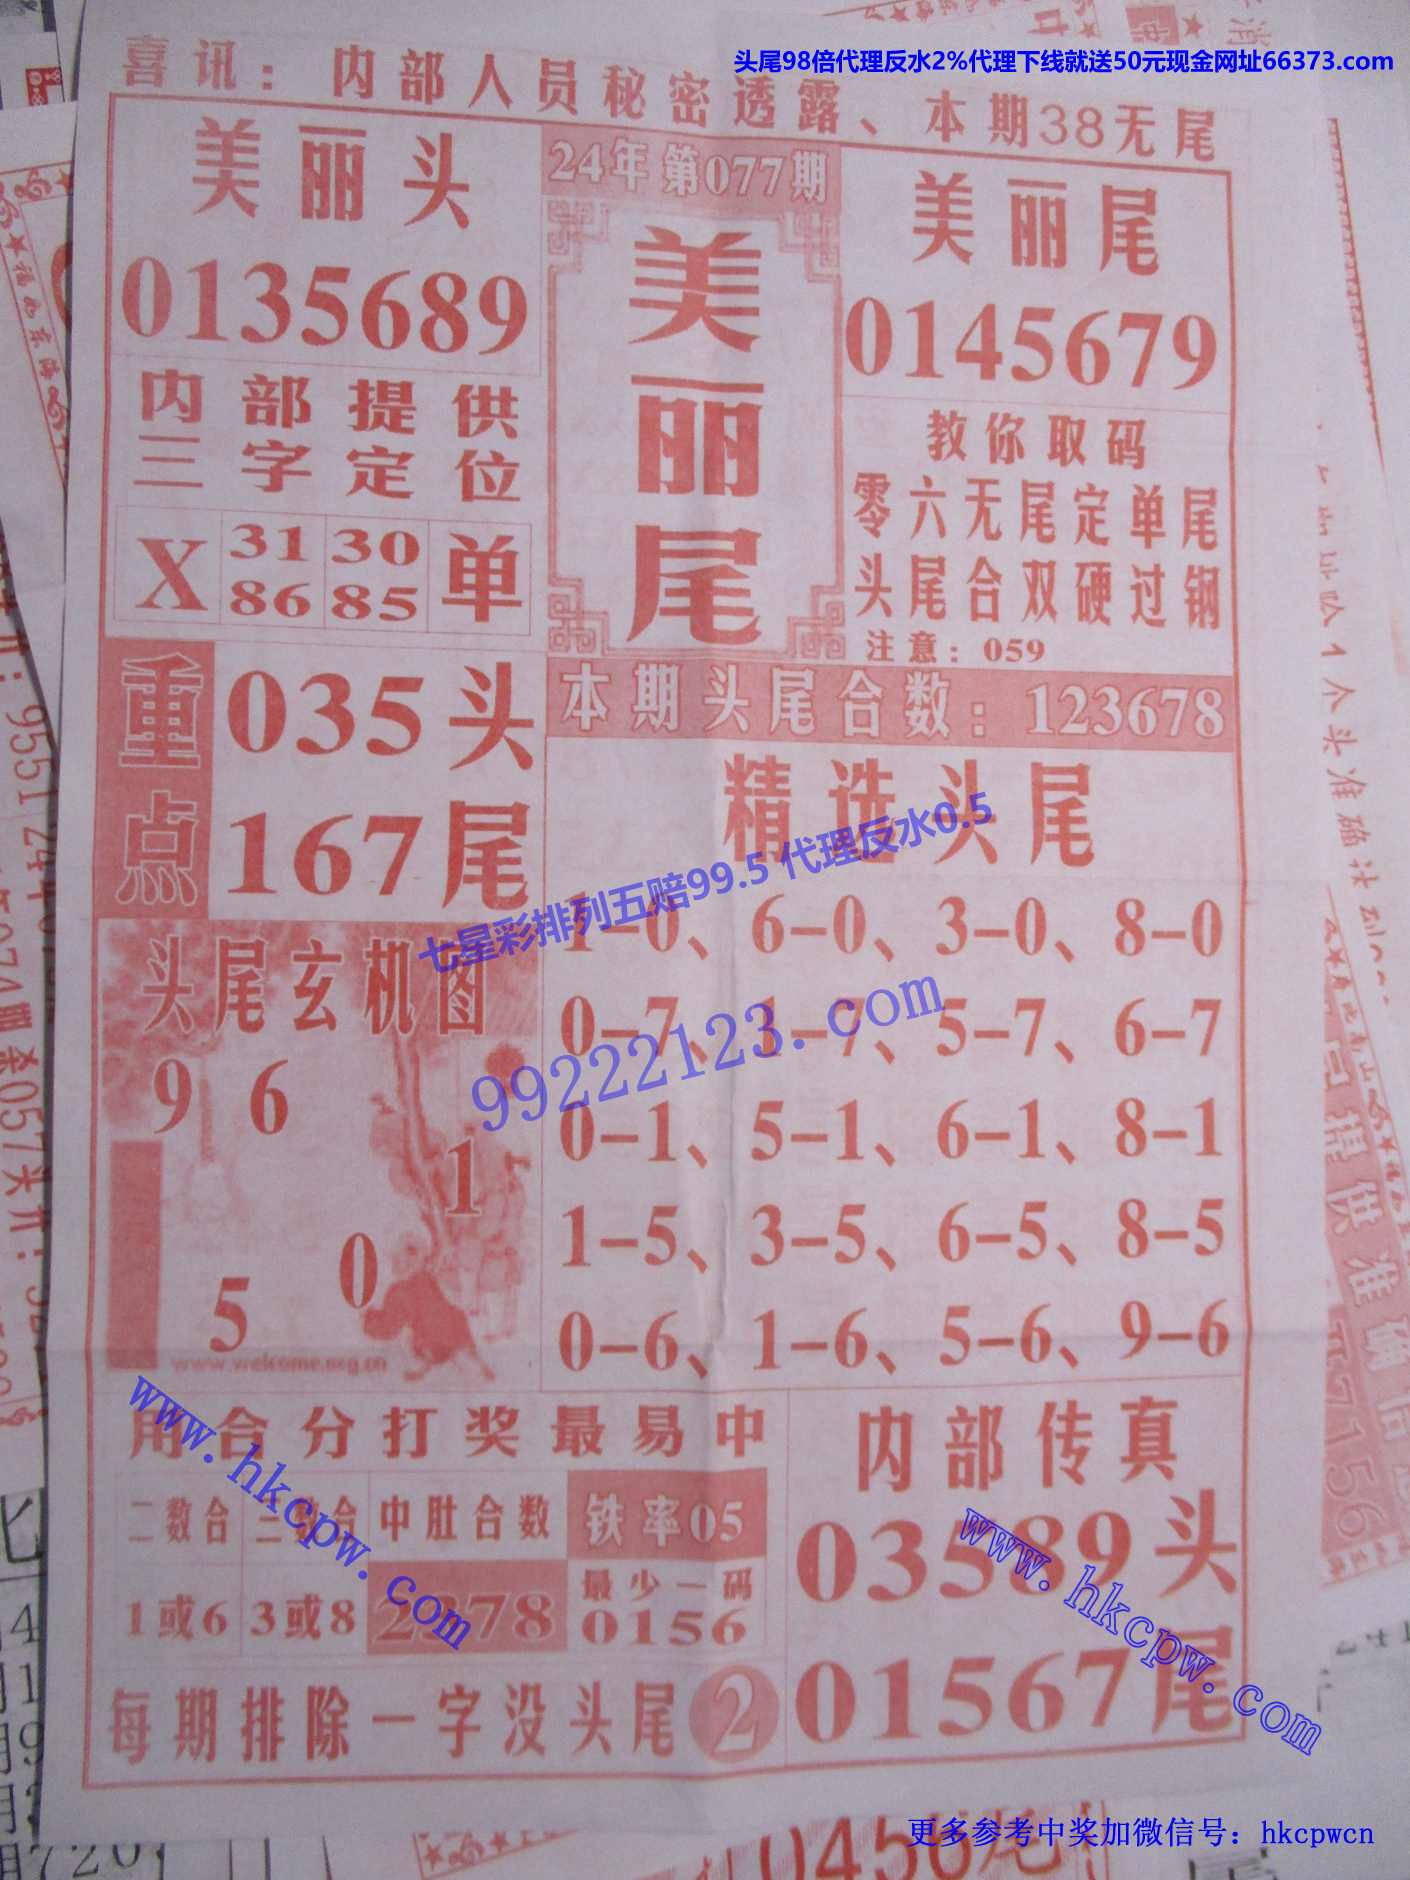 头尾98倍代理反水2%代理下线就送50元现金网址66373.com
喜讯：内部人员秘密透露、本期38无尾
美丽头
0135689
24年第077期
美丽尾
美丽尾
0145679
内部提供
三字定位
X
31
86
30
85
单
教你取码
零六无尾定单尾
头尾合双硬过钢
注意：059
重点
035头
167尾
本期头尾合数：123678
精选头尾
1-0、6-0、3-0、8-0
0-7、1-7、5-7、6-7
0-1、5-1、6-1、8-1
1-5、3-5、6-5、8-5
0-6、1-6、5-6、9-6
七星彩排列五赔99.5 代理反水0.5
99222123.com
头尾玄机图
9 6
1
0
5
用合分打奖最易中
二数合
中肚合数
铁率05
1或6
3或8
2378
最少一码
0156
每期排除一字没头尾②
内部传真
03589头
01567尾
www.hkcpw.com
www.hkcpw.com
更多参考中奖加微信号：hkcpwcn